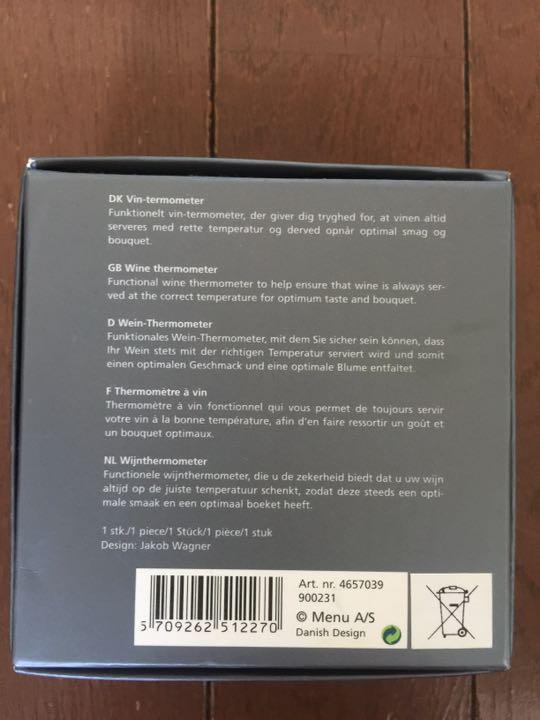 DK Vin-termometer
Funktionelt vin-termometer, der giver dig tryghed for, at vinen altid
serveres med rette temperatur og derved opnår optimal smag og
bouquet.
GB Wine thermometer
Functional wine thermometer to help ensure that wine is always ser-
ved at the correct temperature for optimum taste and bouquet.
D Wein-Thermometer
Funktionales Wein-Thermometer, mit dem Sie sicher sein können, dass
Ihr Wein stets mit der richtigen Temperatur serviert wird und somit
einen optimalen Geschmack und eine optimale Blume entfaltet.
F Thermomètre à vin
Thermomètre à vin fonctionnel qui vous permet de toujours servir
votre vin à la bonne température, afin d'en faire ressortir un goût et
un bouquet optimaux.
NL Wijnthermometer
Functionele wijnthermometer, die u de zekerheid biedt dat u uw wijn
altijd op de juiste temperatuur schenkt, zodat deze steeds een opti-
male smaak en een optimaal boeket heeft.
1 stk./1 piece/1 Stück/1 pièce/1 stuk
Design: Jakob Wagner
Art. nr. 4657039
900231
© Menu A/S
Danish Design
5 709262 512270